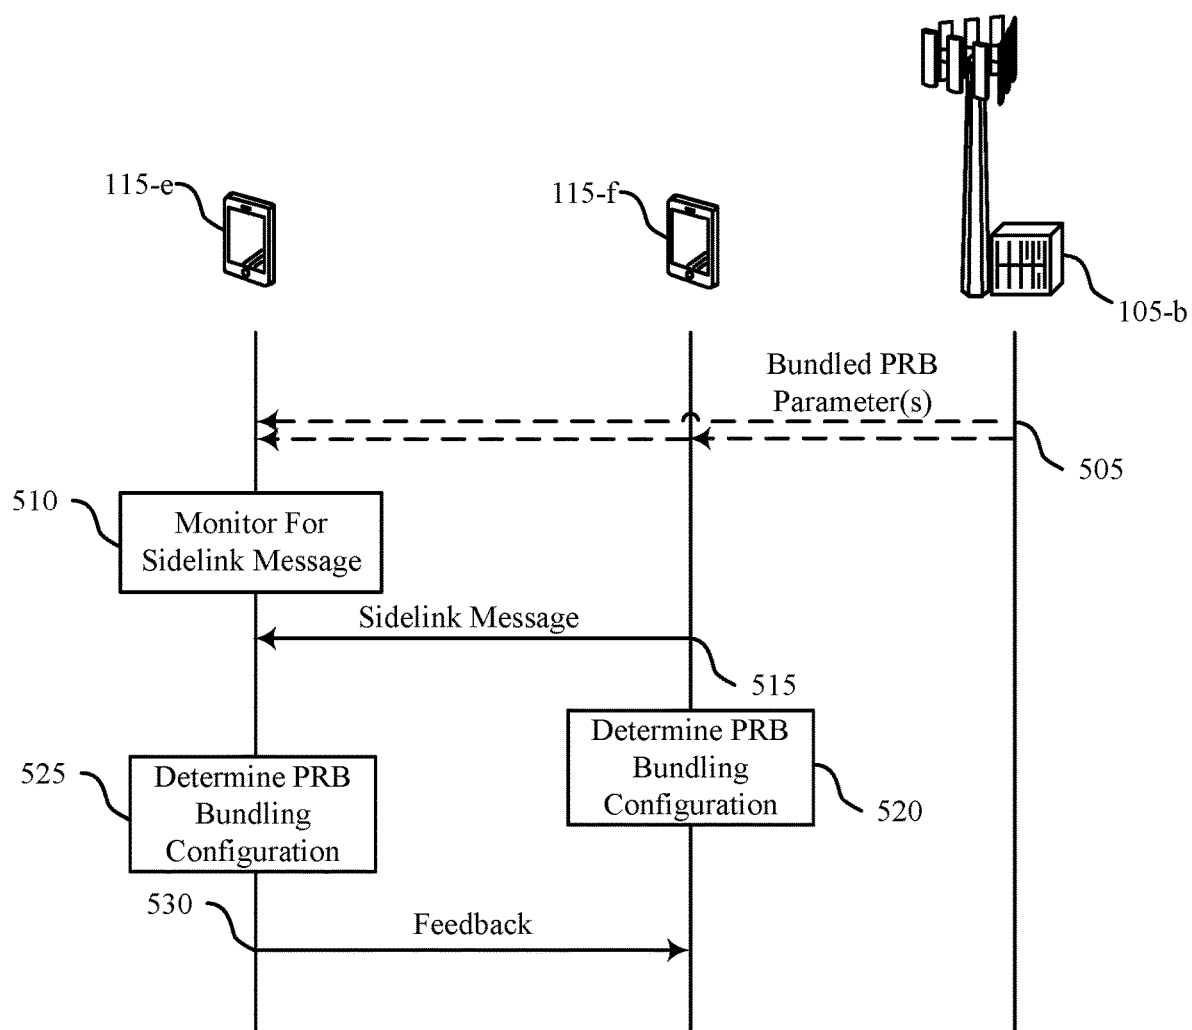 115-e
115-f
105-b
Bundled PRB
Parameter(s)
505
510
Monitor For
Sidelink Message
Sidelink Message
515
Determine PRB
Bundling
Configuration
520
525
Determine PRB
Bundling
Configuration
530
Feedback